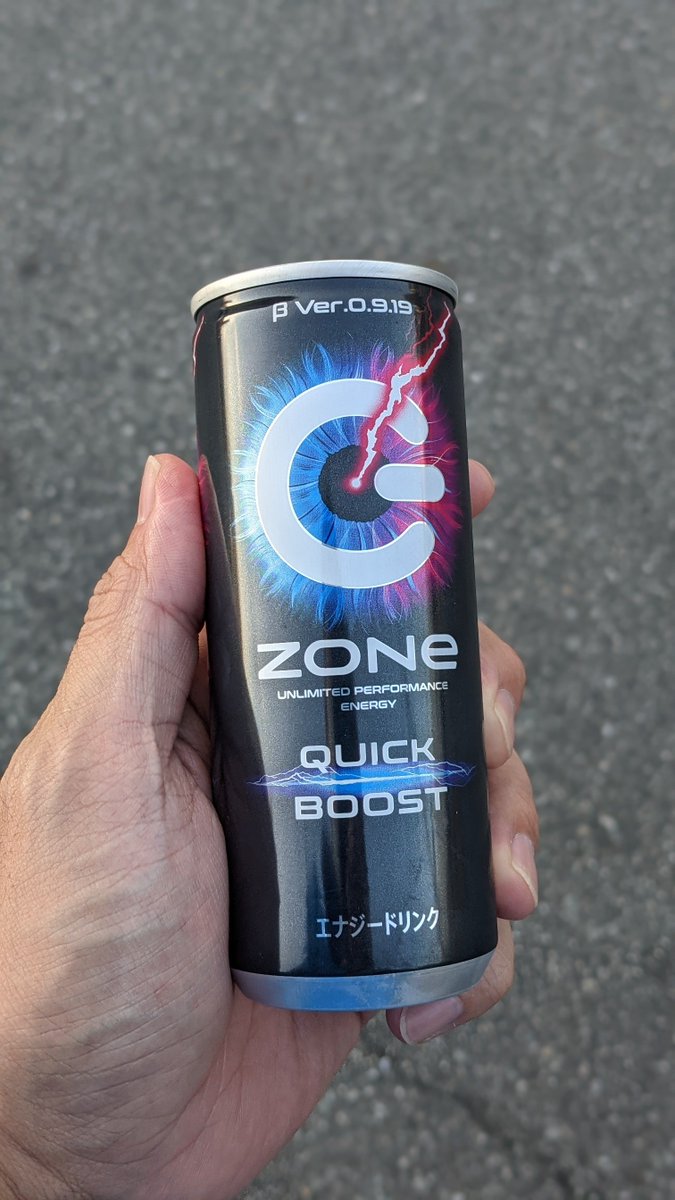 β Ver.0.9.19
ZONe
UNLIMITED PERFORMANCE
ENERGY
QUICK
BOOST
エナジードリンク